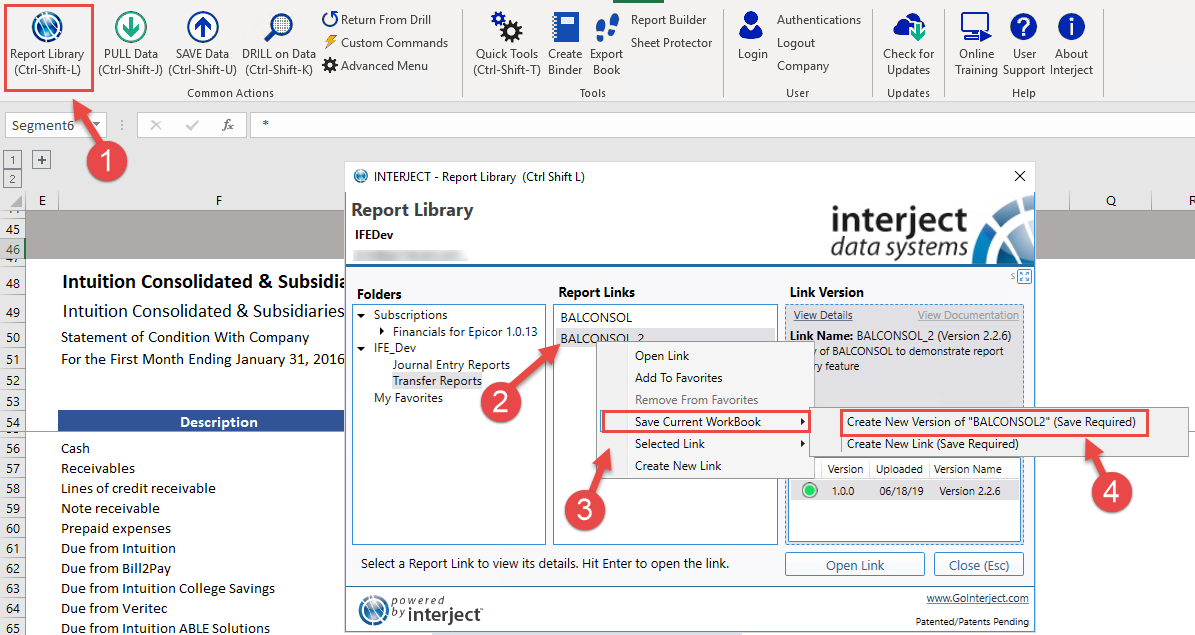 Report Library
(Ctrl-Shift-L)
PULL Data
(Ctrl-Shift-J)
SAVE Data
(Ctrl-Shift-U)
DRILL on Data
(Ctrl-Shift-K)
Return From Drill
Custom Commands
Advanced Menu
Common Actions
Quick Tools
(Ctrl-Shift-T)
Create
Binder
Export
Book
Report Builder
Sheet Protector
Tools
Login
Authentications
Logout
Company
User
Check for
Updates
Updates
Online
Training
User
Support
About
Interject
Help
1
Segment6
fx
*
1
2
E
F
Q
R
45
46
47
48
49
50
51
52
53
54
56
57
58
59
60
61
62
63
64
65
Intuition Consolidated & Subsidia
Intuition Consolidated & Subsidiaries
Statement of Condition With Company
For the First Month Ending January 31, 2016
Description
Cash
Receivables
Lines of credit receivable
Note receivable
Prepaid expenses
Due from Intuition
Due from Bill2Pay
Due from Intuition College Savings
Due from Veritec
Due from Intuition ABLE Solutions
INTERJECT - Report Library (Ctrl Shift L)
Report Library
IFEDev
interject
data systems
s
Folders
Subscriptions
Financials for Epicor 1.0.13
IFE_Dev
Journal Entry Reports
Transfer Reports
My Favorites
Report Links
BALCONSOL
BALCONSOL_2
2
Link Version
View Details
View Documentation
Link Name: BALCONSOL_2 (Version 2.2.6)
y of BALCONSOL to demonstrate report
ry feature
Open Link
Add To Favorites
Remove From Favorites
Save Current WorkBook
Selected Link
Create New Link
3
Create New Version of "BALCONSOL2" (Save Required)
Create New Link (Save Required)
4
Version
Uploaded
Version Name
1.0.0
06/18/19
Version 2.2.6
Select a Report Link to view its details. Hit Enter to open the link.
Open Link
Close (Esc)
powered
by interject
www.GoInterject.com
Patented/Patents Pending